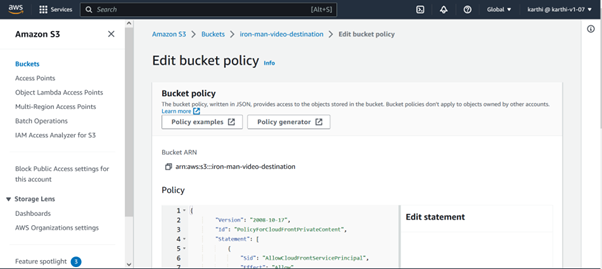 aws
Services
Search
[Alt+S]
Global
karthi @ karthi-v1-07
Amazon S3
Buckets
Access Points
Object Lambda Access Points
Multi-Region Access Points
Batch Operations
IAM Access Analyzer for S3
Block Public Access settings for
this account
Storage Lens
Dashboards
AWS Organizations settings
Feature spotlight 3
Amazon S3 > Buckets > iron-man-video-destination > Edit bucket policy
Edit bucket policy Info
Bucket policy
The bucket policy, written in JSON, provides access to the objects stored in the bucket. Bucket policies don't apply to objects owned by other accounts.
Learn more
Policy examples
Policy generator
Bucket ARN
arn:aws:s3:::iron-man-video-destination
Policy
1 {
2 "Version": "2008-10-17",
3 "Id": "PolicyForCloudFrontPrivateContent",
4 "Statement": [
5 {
6 "Sid": "AllowCloudFrontServicePrincipal",
7 "Effect": "Allow",
Edit statement